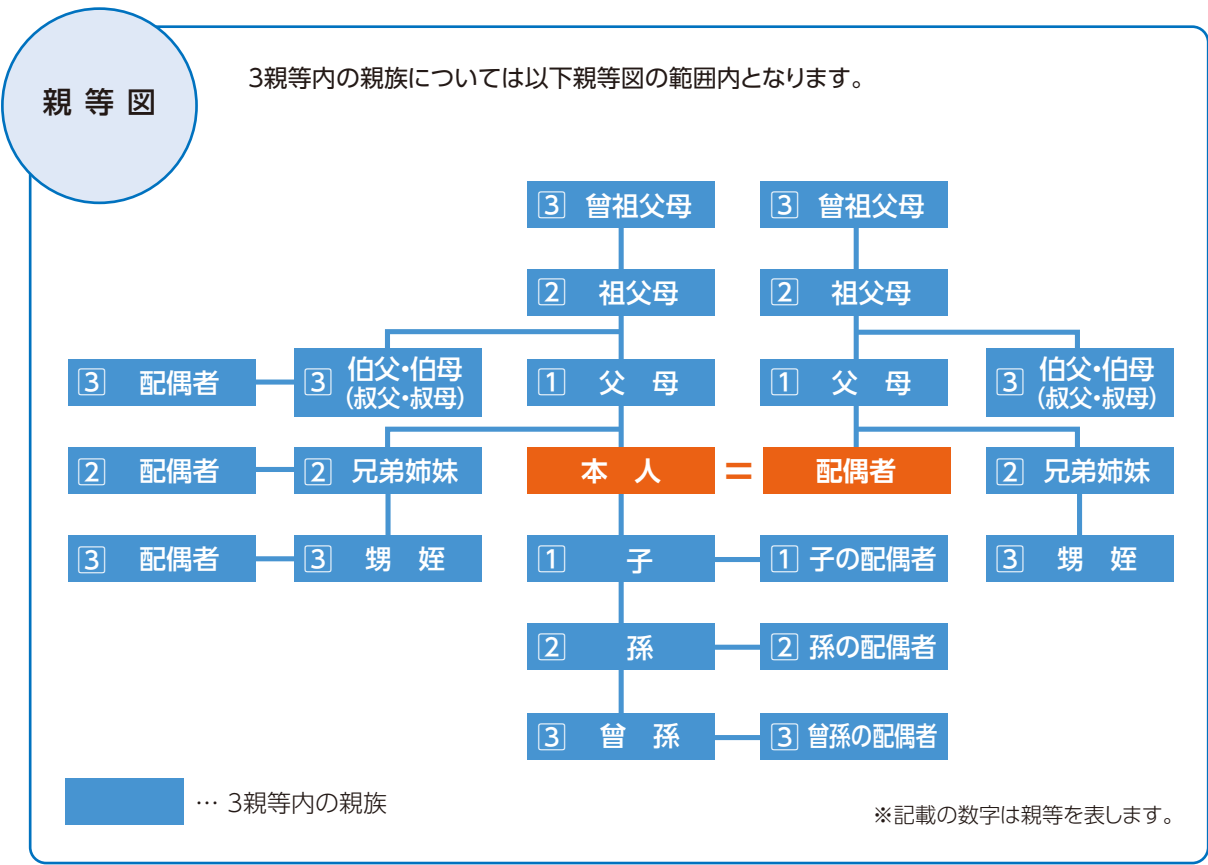 親等図
3親等内の親族については以下親等図の範囲内となります。
3 曾祖父母
3 曾祖父母
2 祖父母
2 祖父母
3 配偶者
3 伯父・伯母
(叔父・叔母)
1 父 母
1 父 母
3 伯父・伯母
(叔父・叔母)
2 配偶者
2 兄弟姉妹
本 人
=
配偶者
2 兄弟姉妹
3 配偶者
3 甥 姪
1 子
1 子の配偶者
3 甥 姪
2 孫
2 孫の配偶者
3 曾 孫
3 曾孫の配偶者
… 3親等内の親族
※記載の数字は親等を表します。